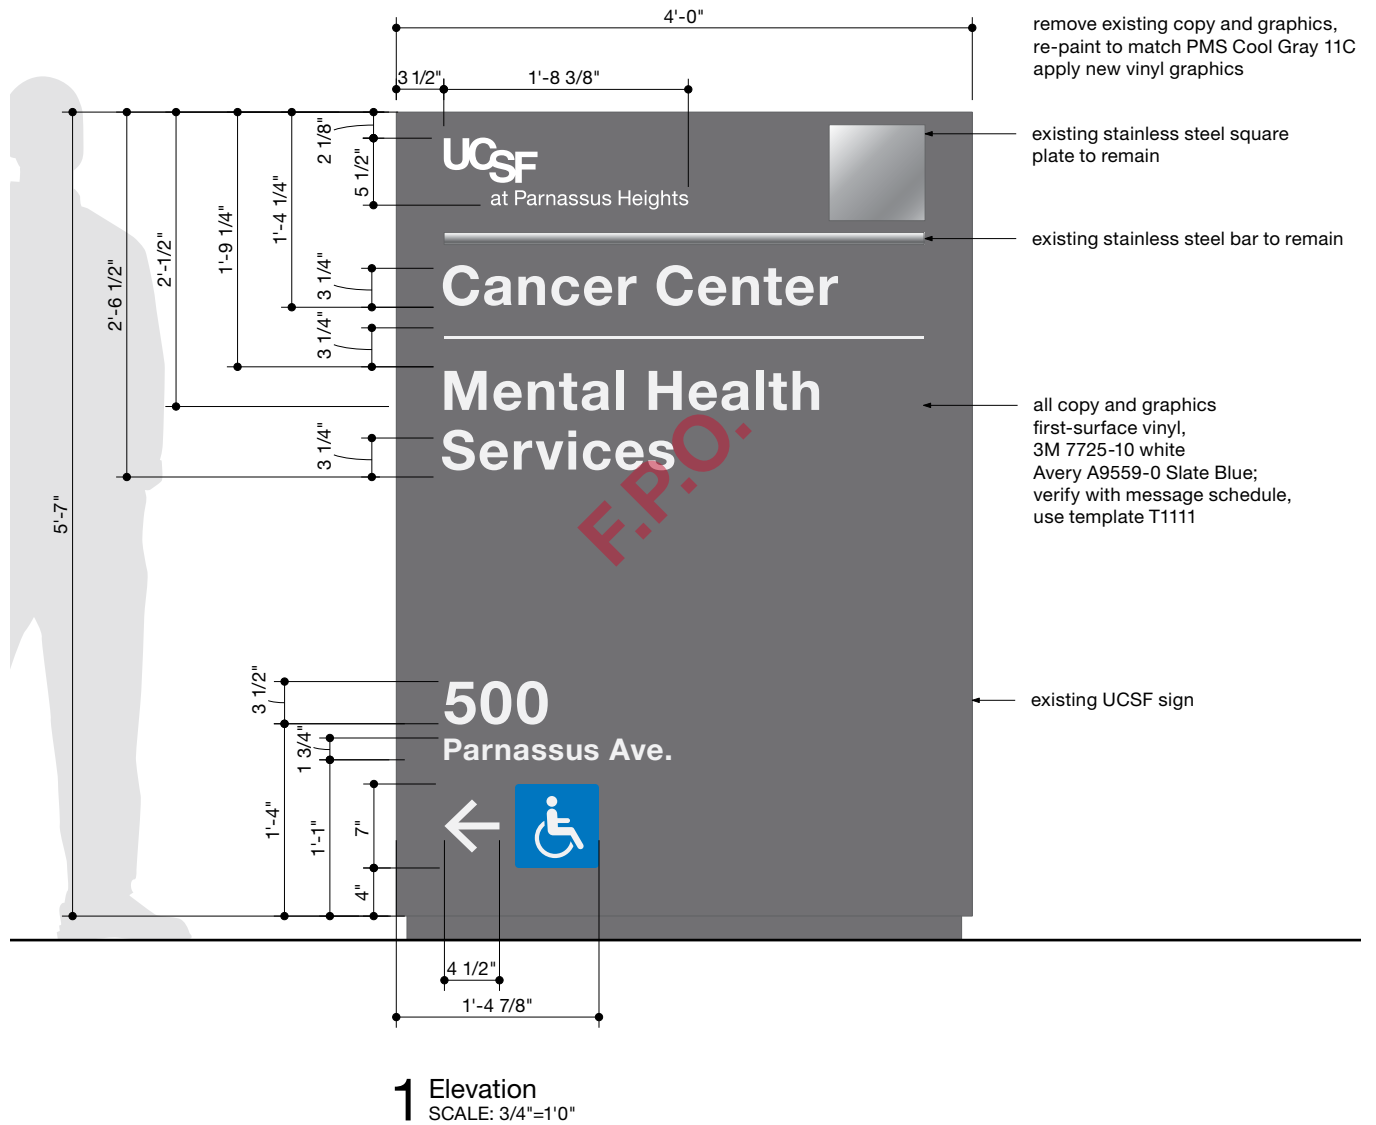 4'-0"
remove existing copy and graphics,
re-paint to match PMS Cool Gray 11C
apply new vinyl graphics
3 1/2"
1'-8 3/8"
2 1/8"
5 1/2"
UCSF
at Parnassus Heights
existing stainless steel square
plate to remain
existing stainless steel bar to remain
1'-4 1/4"
1'-9 1/4"
2'-1/2"
2'-6 1/2"
5'-7"
3 1/4"
Cancer Center
3 1/4"
Mental Health
Services
3 1/4"
F.P.O.
all copy and graphics
first-surface vinyl,
3M 7725-10 white
Avery A9559-0 Slate Blue;
verify with message schedule,
use template T1111
3 1/2"
500
existing UCSF sign
1 3/4"
Parnassus Ave.
1'-4"
1'-1"
7"
4"
4 1/2"
1'-4 7/8"
1 Elevation
SCALE: 3/4"=1'0"